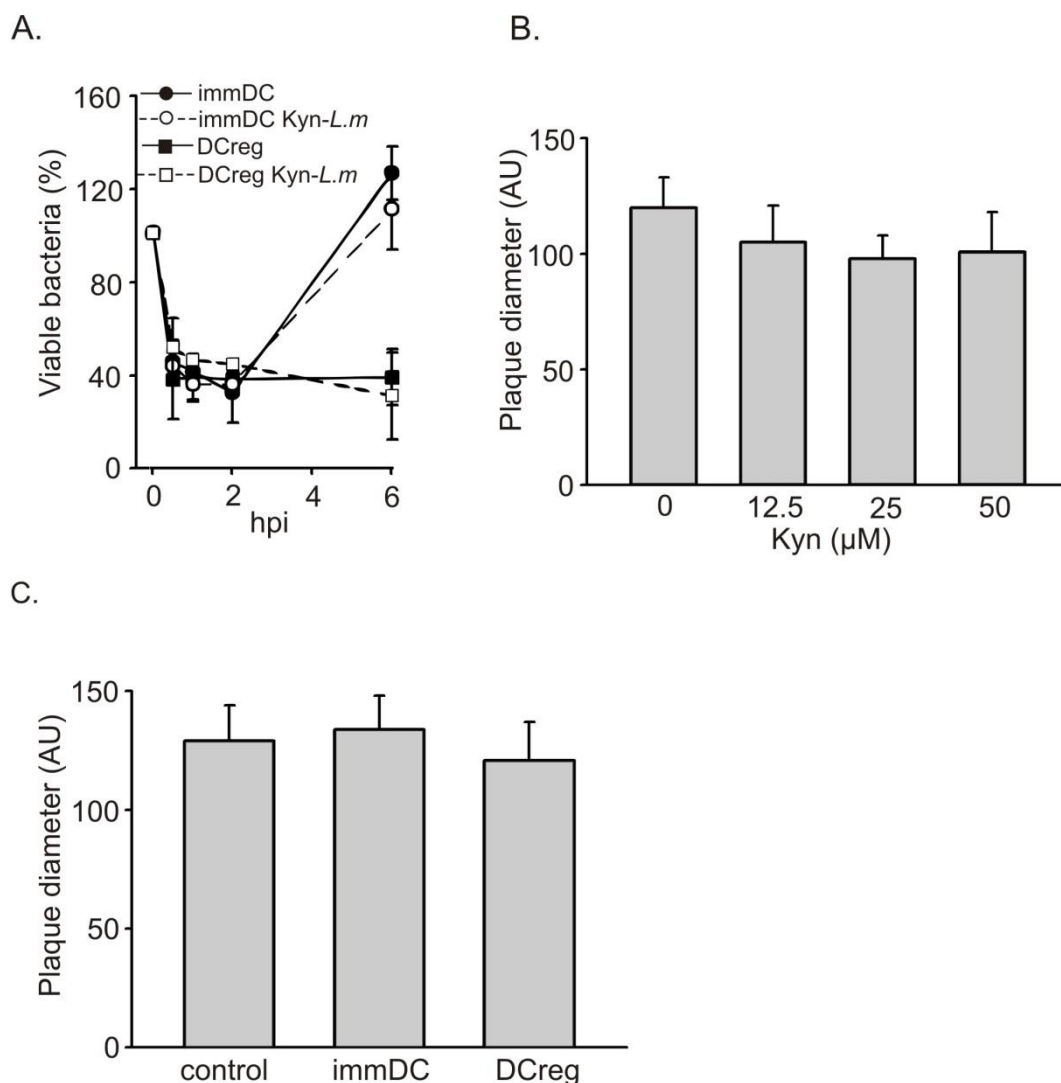 A.
immDC
immDC Kyn-L.m
DCreg
DCreg Kyn-L.m
160
120
80
40
0
Viable bacteria (%)
0 2 4 6
hpi
B.
150
100
50
0
Plaque diameter (AU)
0 12.5 25 50
Kyn (µM)
C.
150
100
50
0
Plaque diameter (AU)
control immDC DCreg